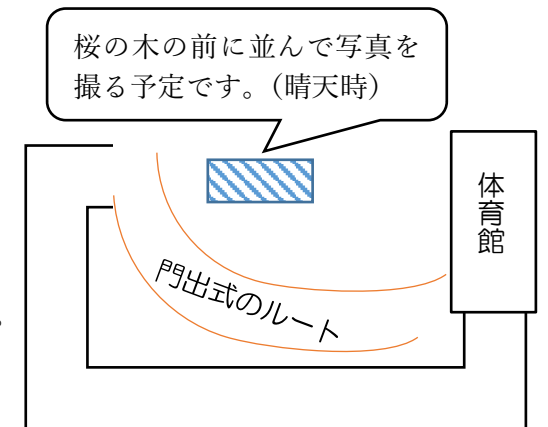 桜の木の前に並んで写真を
撮る予定です。(晴天時)
体育館
門出式のルート
。